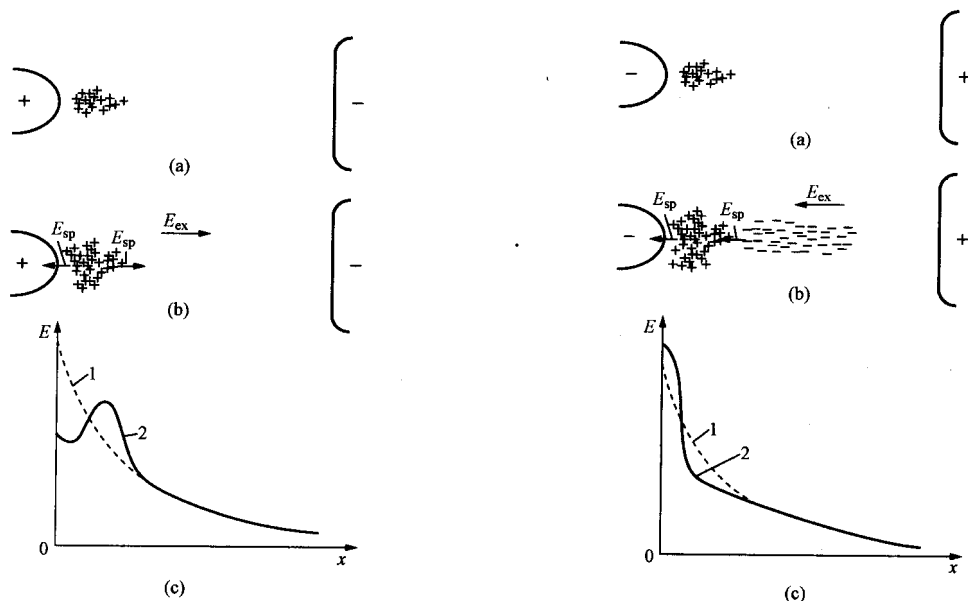 +
−
(a)
E_sp
E_sp
E_ex
+
−
(b)
E
1
2
0
x
(c)
−
+
(a)
E_sp
E_sp
E_ex
−
+
(b)
E
1
2
0
x
(c)